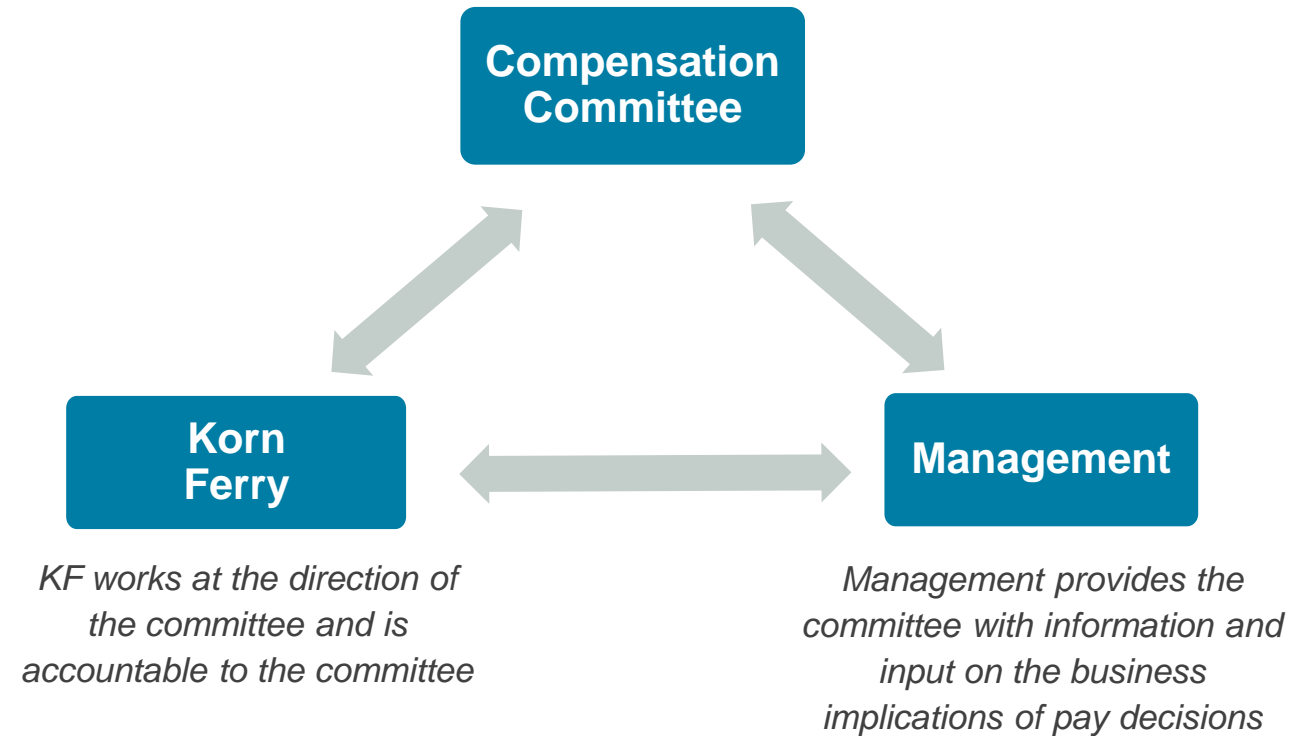 Compensation
Committee
Korn
Ferry
Management
KF works at the direction of
the committee and is
accountable to the committee
Management provides the
committee with information and
input on the business
implications of pay decisions